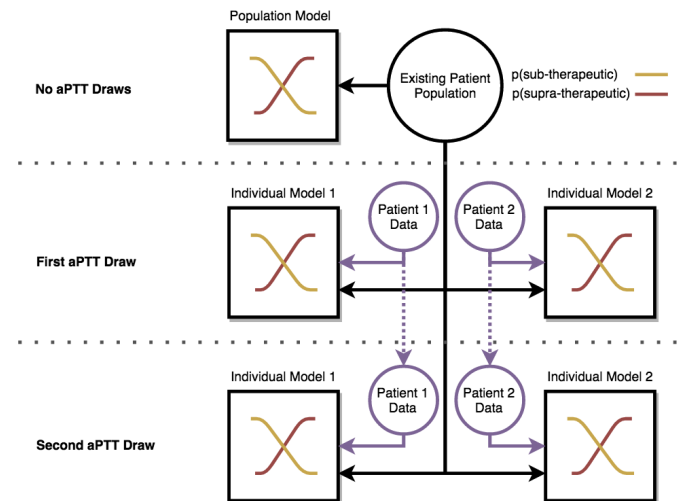 Population Model
No aPTT Draws
Existing Patient
Population
p(sub-therapeutic)
p(supra-therapeutic)
Individual Model 1
Patient 1
Data
Patient 2
Data
Individual Model 2
First aPTT Draw
Individual Model 1
Patient 1
Data
Patient 2
Data
Individual Model 2
Second aPTT Draw